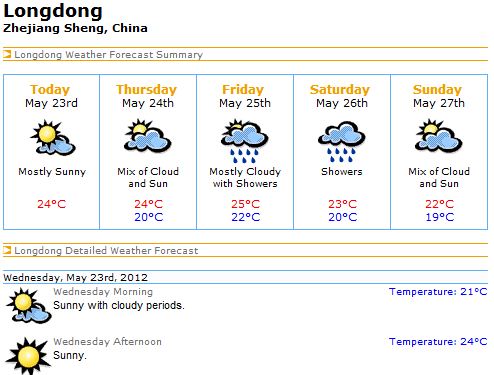 Longdong
Zhejiang Sheng, China
Longdong Weather Forecast Summary
Today Thursday Friday Saturday Sunday
May 23rd May 24th May 25th May 26th May 27th
Mostly Sunny Mix of Cloud Mostly Cloudy Showers Mix of Cloud
and Sun with Showers and Sun
24°C 24°C 25°C 23°C 22°C
20°C 22°C 20°C 19°C
Longdong Detailed Weather Forecast
Wednesday, May 23rd, 2012
Wednesday Morning Temperature: 21°C
Sunny with cloudy periods.
Wednesday Afternoon Temperature: 24°C
Sunny.